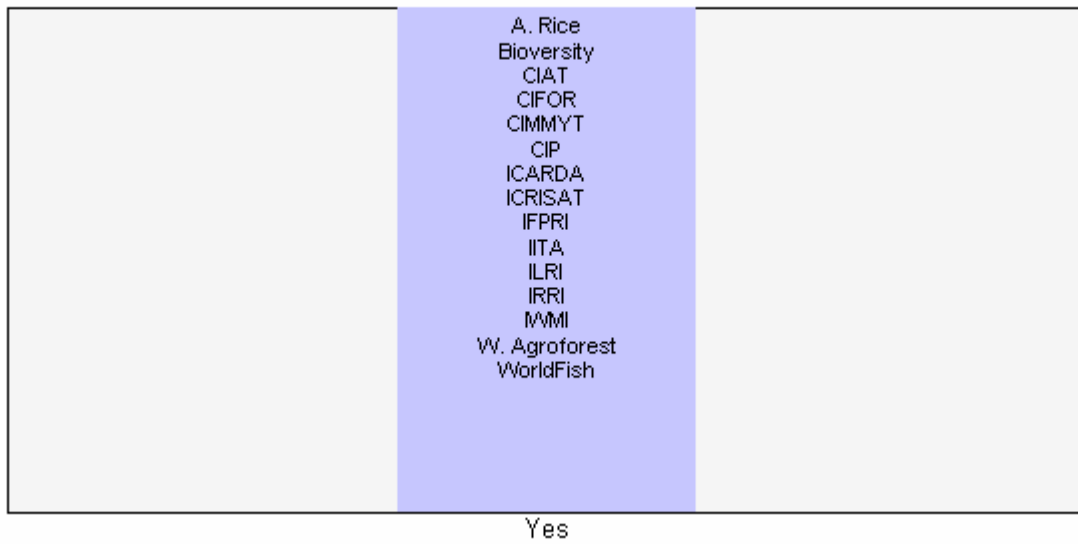 A. Rice
Bioversity
CIAT
CIFOR
CIMMYT
CIP
ICARDA
ICRISAT
IFPRI
IITA
ILRI
IRRI
IWMI
W. Agroforest
WorldFish
Yes